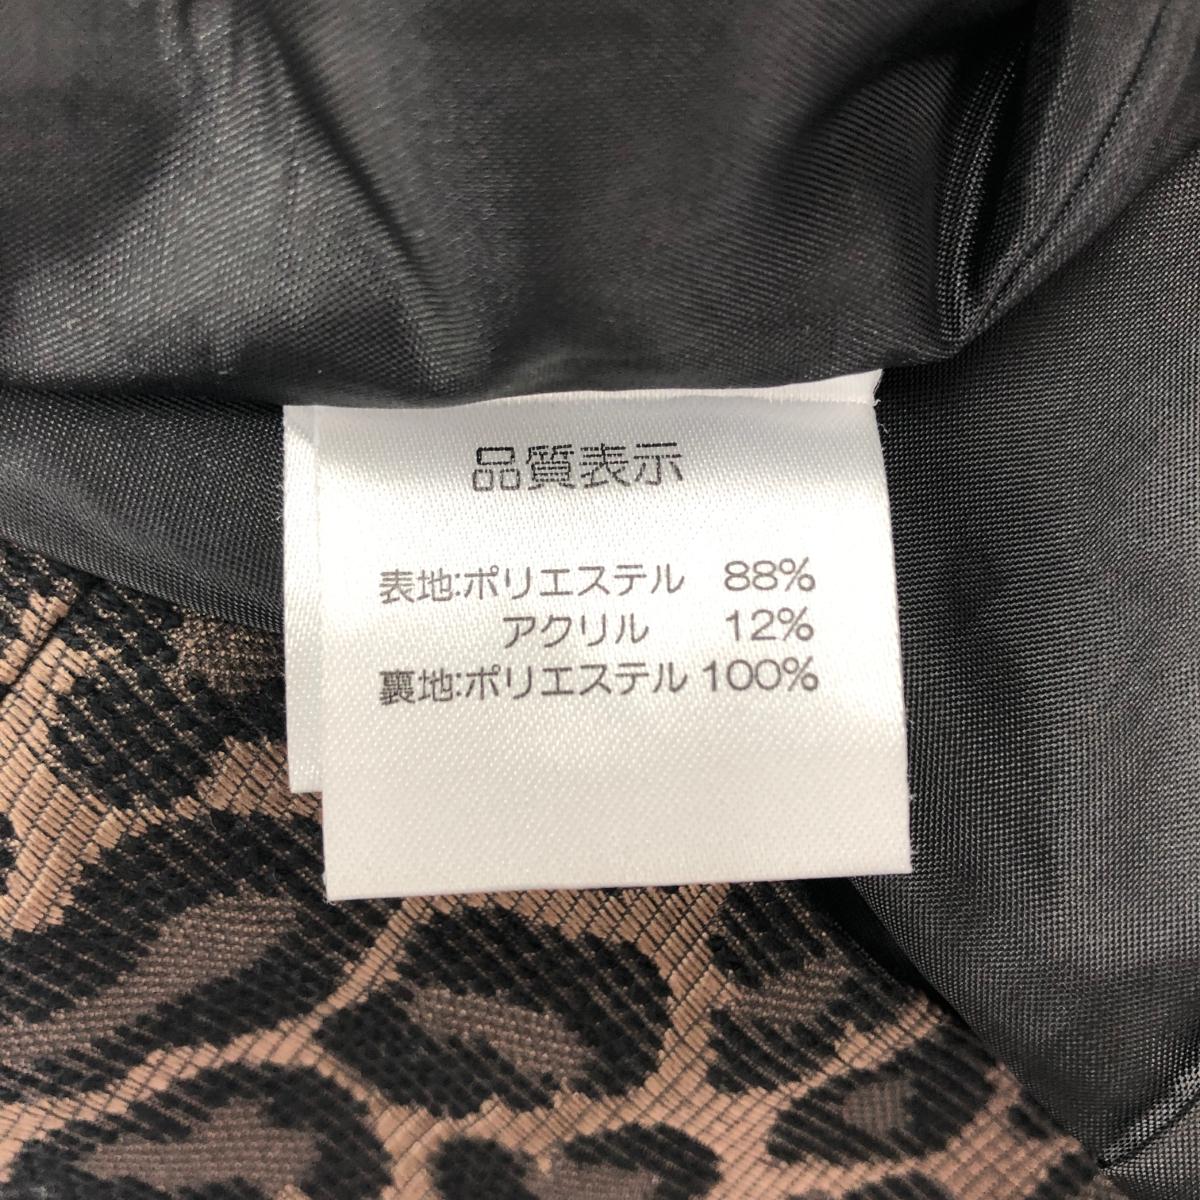 品質表示
表地:ポリエステル 88%
アクリル 12%
裏地:ポリエステル 100%